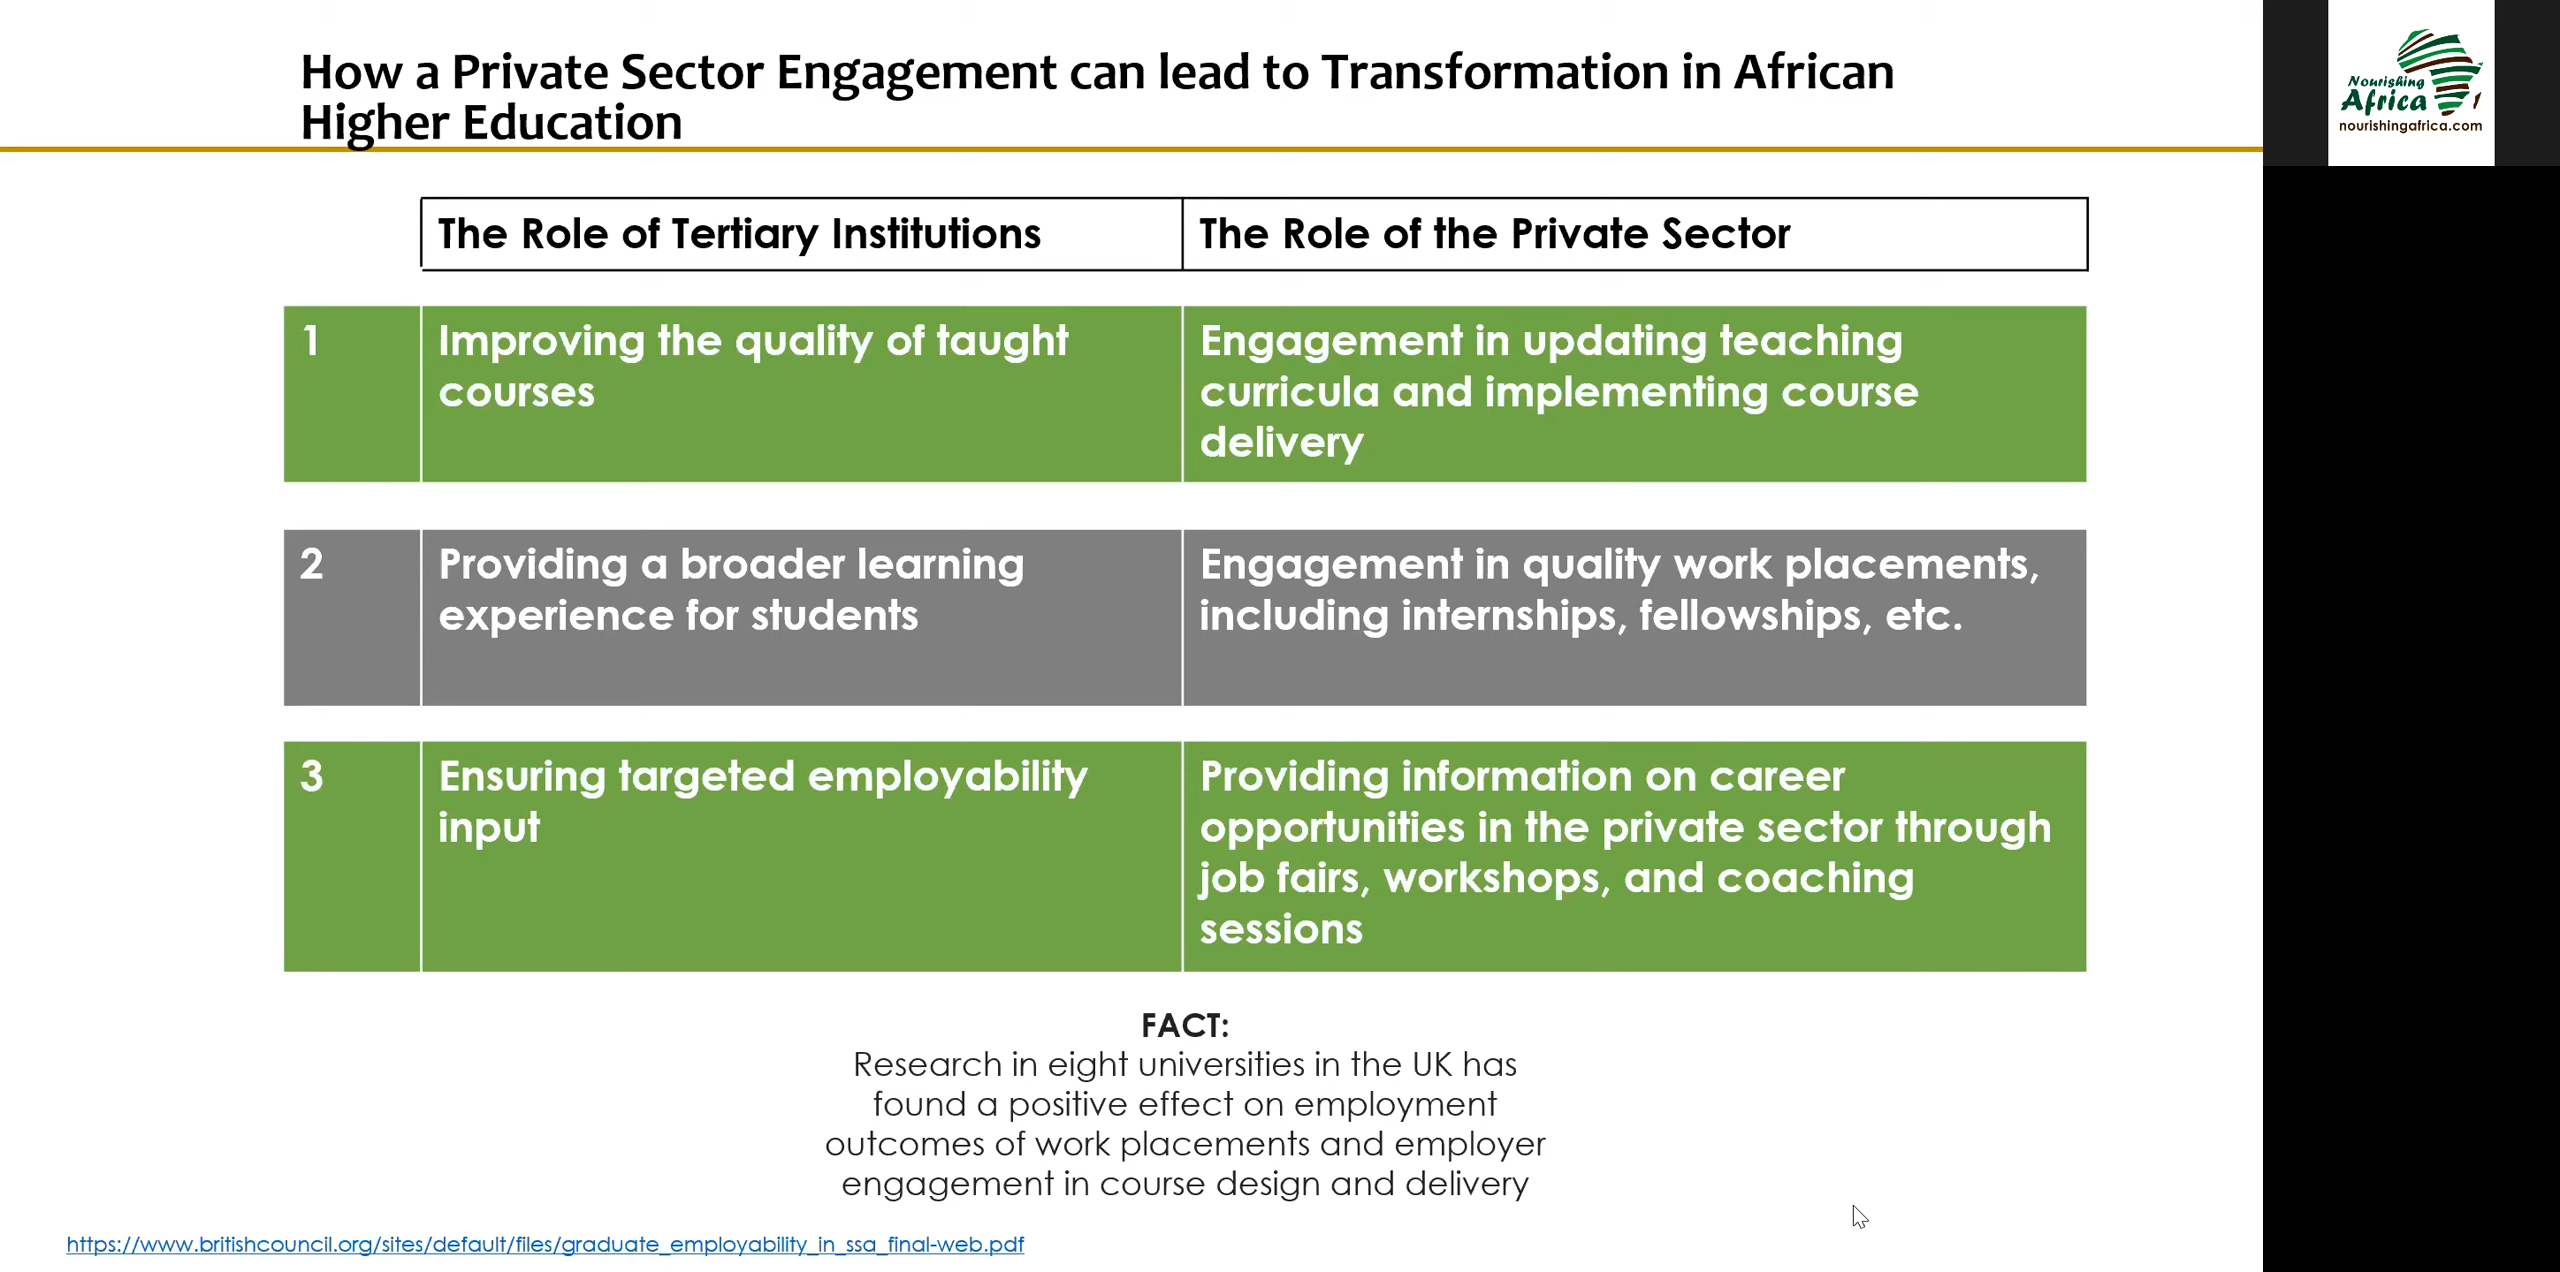 How a Private Sector Engagement can lead to Transformation in African
Higher Education
Nourishing
Africa
nourishingafrica.com
The Role of Tertiary Institutions
The Role of the Private Sector
1
Improving the quality of taught
courses
Engagement in updating teaching
curricula and implementing course
delivery
2
Providing a broader learning
experience for students
Engagement in quality work placements,
including internships, fellowships, etc.
3
Ensuring targeted employability
input
Providing information on career
opportunities in the private sector through
job fairs, workshops, and coaching
sessions
FACT:
Research in eight universities in the UK has
found a positive effect on employment
outcomes of work placements and employer
engagement in course design and delivery
https://www.britishcouncil.org/sites/default/files/graduate_employability_in_ssa_final-web.pdf